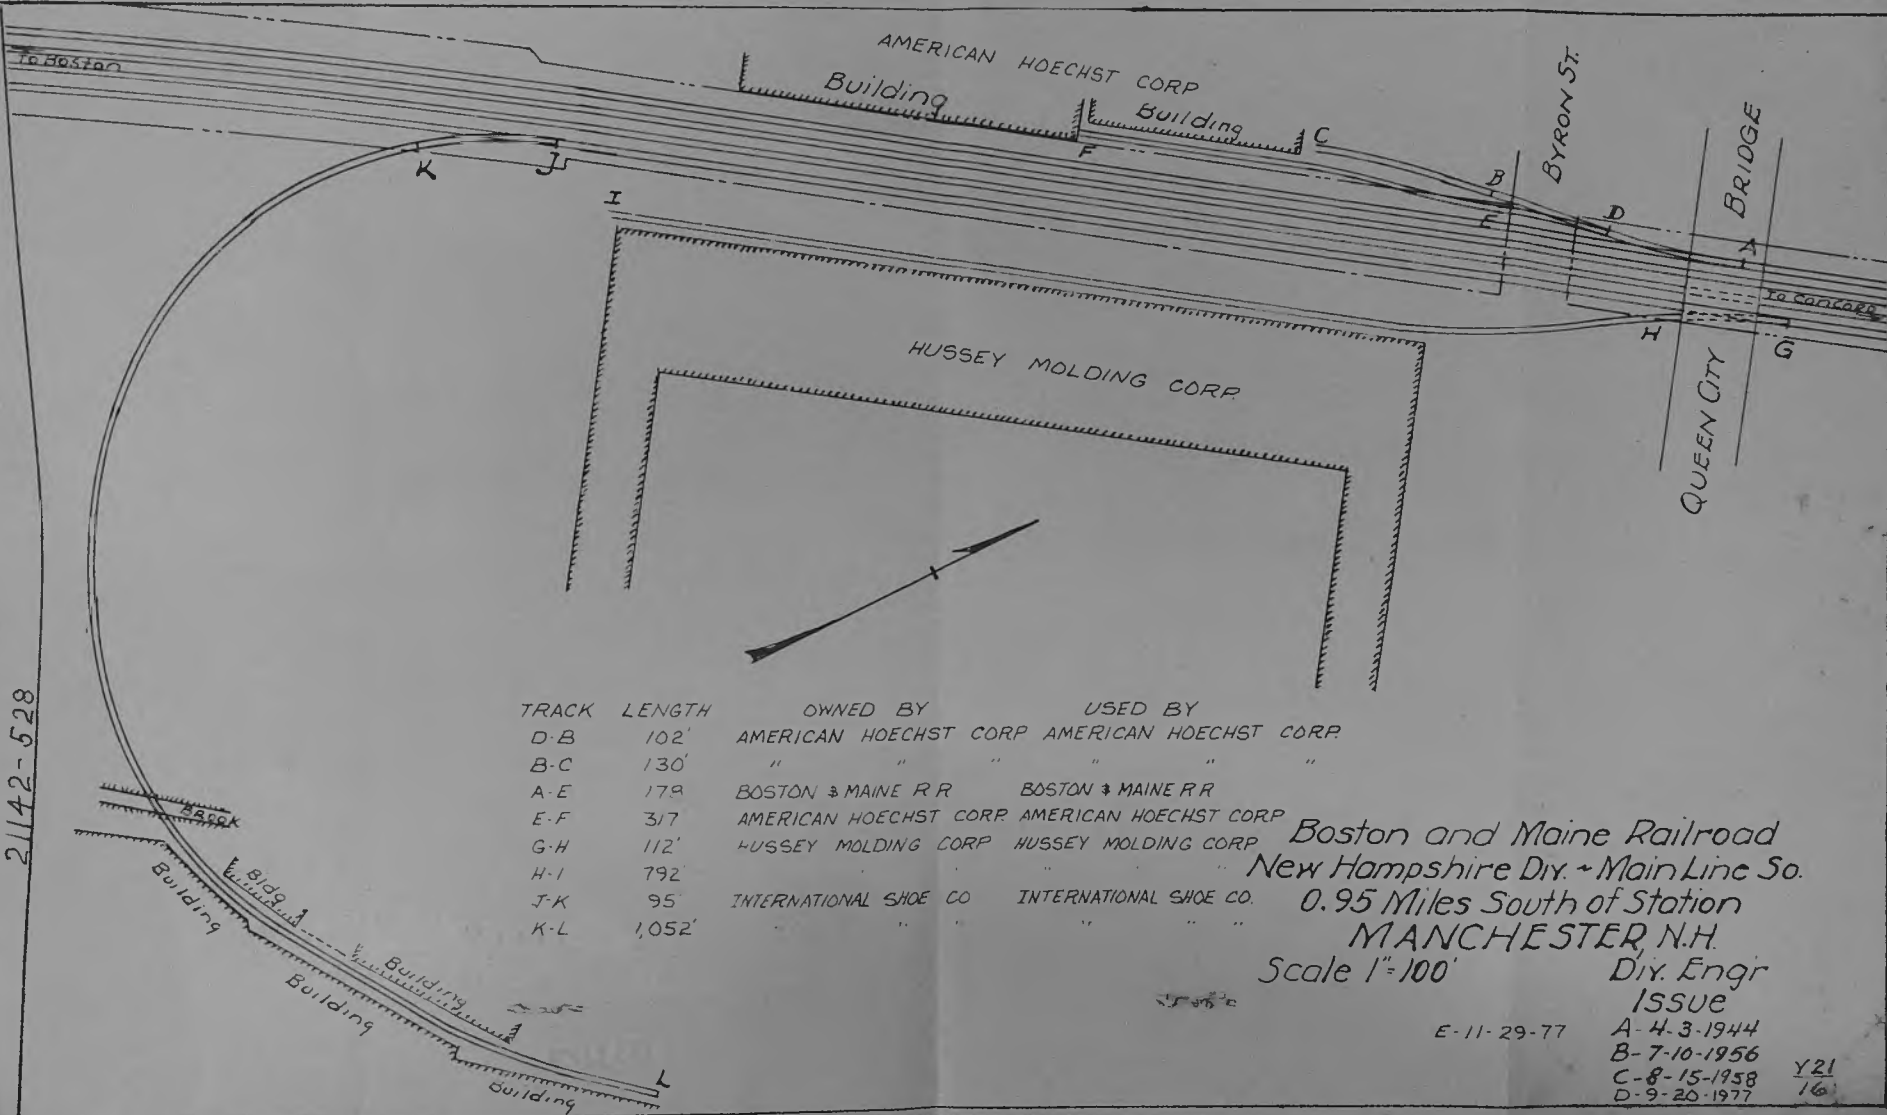 To Boston
AMERICAN HOECHST CORP
Building
Building
C
F
B
E
D
A
BYRON ST.
QUEEN CITY BRIDGE
To Concord
K
J
I
H
G
HUSSEY MOLDING CORP.
21142-528
BROOK
Building
Bldg
Building
Building
Building
L
TRACK LENGTH OWNED BY USED BY
D-B 102' AMERICAN HOECHST CORP AMERICAN HOECHST CORP.
B-C 130' " " " " " "
A-E 178 BOSTON & MAINE R R BOSTON & MAINE R R
E-F 317 AMERICAN HOECHST CORP. AMERICAN HOECHST CORP
G-H 112' HUSSEY MOLDING CORP HUSSEY MOLDING CORP
H-I 792' " " " " " "
J-K 95' INTERNATIONAL SHOE CO INTERNATIONAL SHOE CO.
K-L 1,052' " " " " " "
Boston and Maine Railroad
New Hampshire Div. ~ Main Line So.
0.95 Miles South of Station
MANCHESTER, N.H.
Scale 1"=100'
Div. Engr
Issue
E-11-29-77
A-4-3-1944
B-7-10-1956
C-8-15-1958
D-9-20-1977
Y21
16